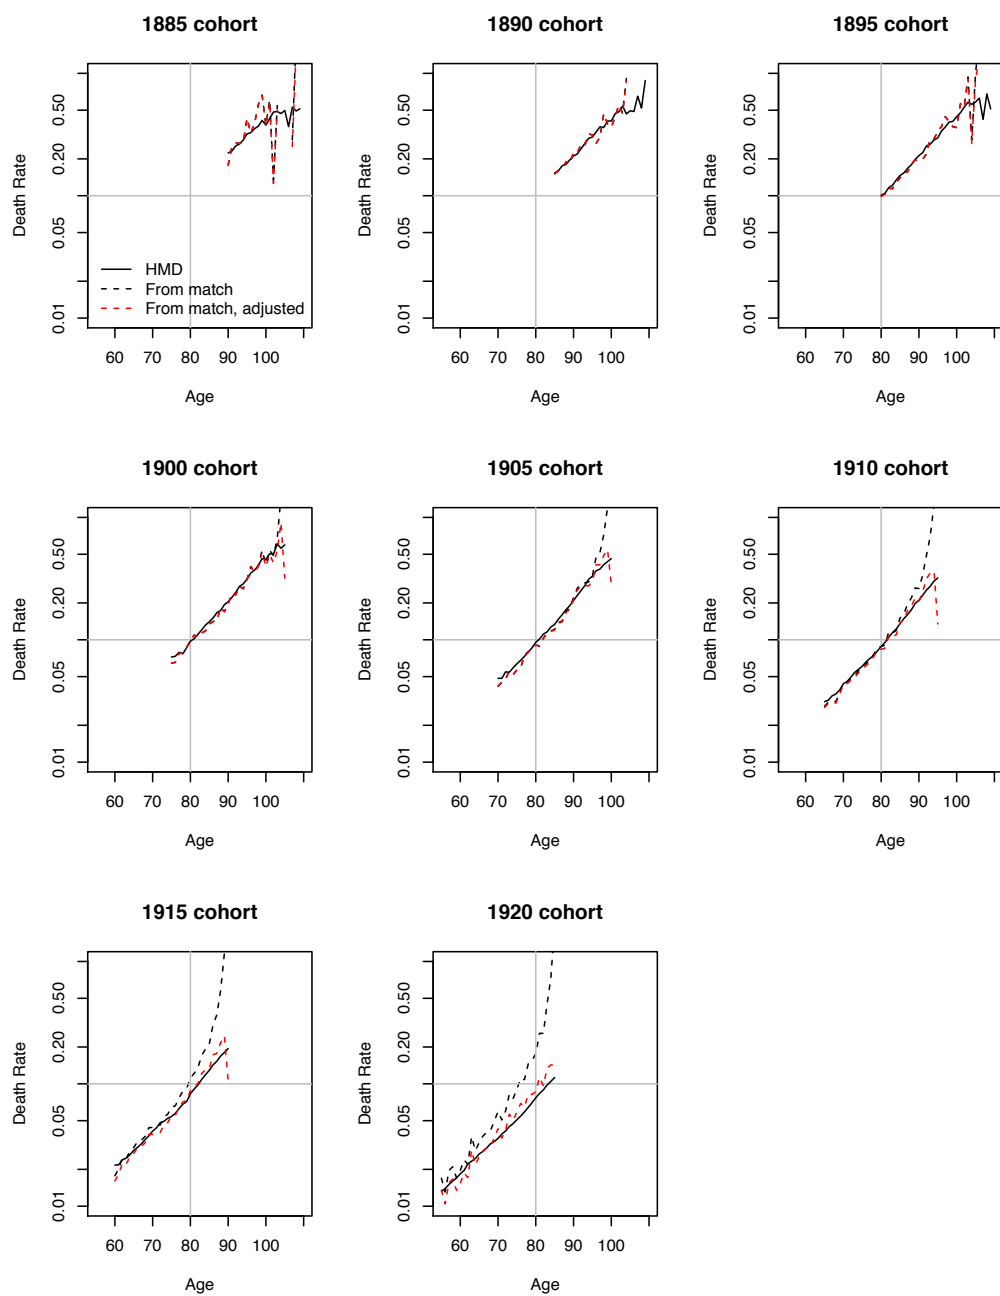 1885 cohort
Death Rate
0.01 0.05 0.20 0.50
HMD
From match
From match, adjusted
60 70 80 90 100
Age
1890 cohort
Death Rate
0.01 0.05 0.20 0.50
60 70 80 90 100
Age
1895 cohort
Death Rate
0.01 0.05 0.20 0.50
60 70 80 90 100
Age
1900 cohort
Death Rate
0.01 0.05 0.20 0.50
60 70 80 90 100
Age
1905 cohort
Death Rate
0.01 0.05 0.20 0.50
60 70 80 90 100
Age
1910 cohort
Death Rate
0.01 0.05 0.20 0.50
60 70 80 90 100
Age
1915 cohort
Death Rate
0.01 0.05 0.20 0.50
60 70 80 90 100
Age
1920 cohort
Death Rate
0.01 0.05 0.20 0.50
60 70 80 90 100
Age